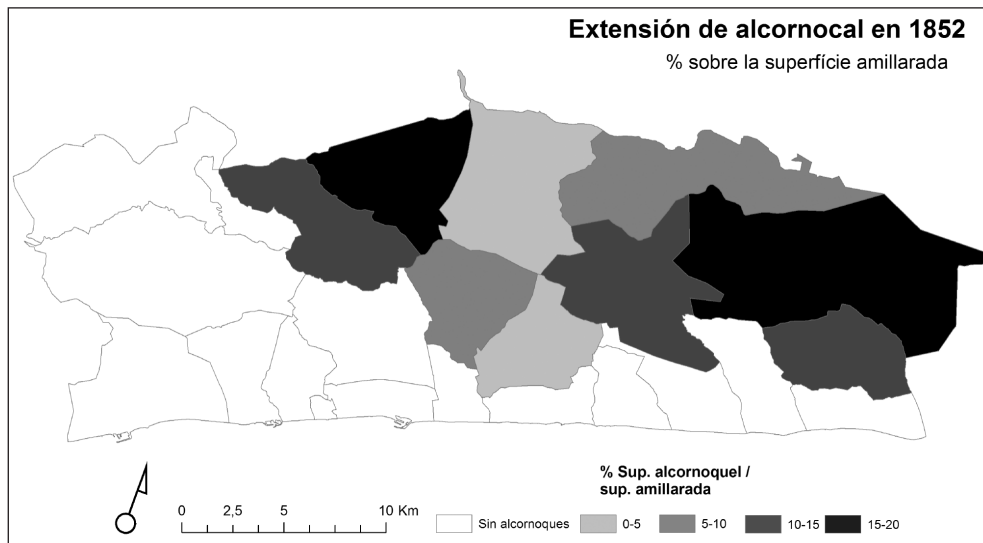 Extensión de alcornocal en 1852
% sobre la superfície amillarada
% Sup. alcornoquel /
sup. amillarada
0 2,5 5 10 Km
Sin alcornoques 0-5 5-10 10-15 15-20